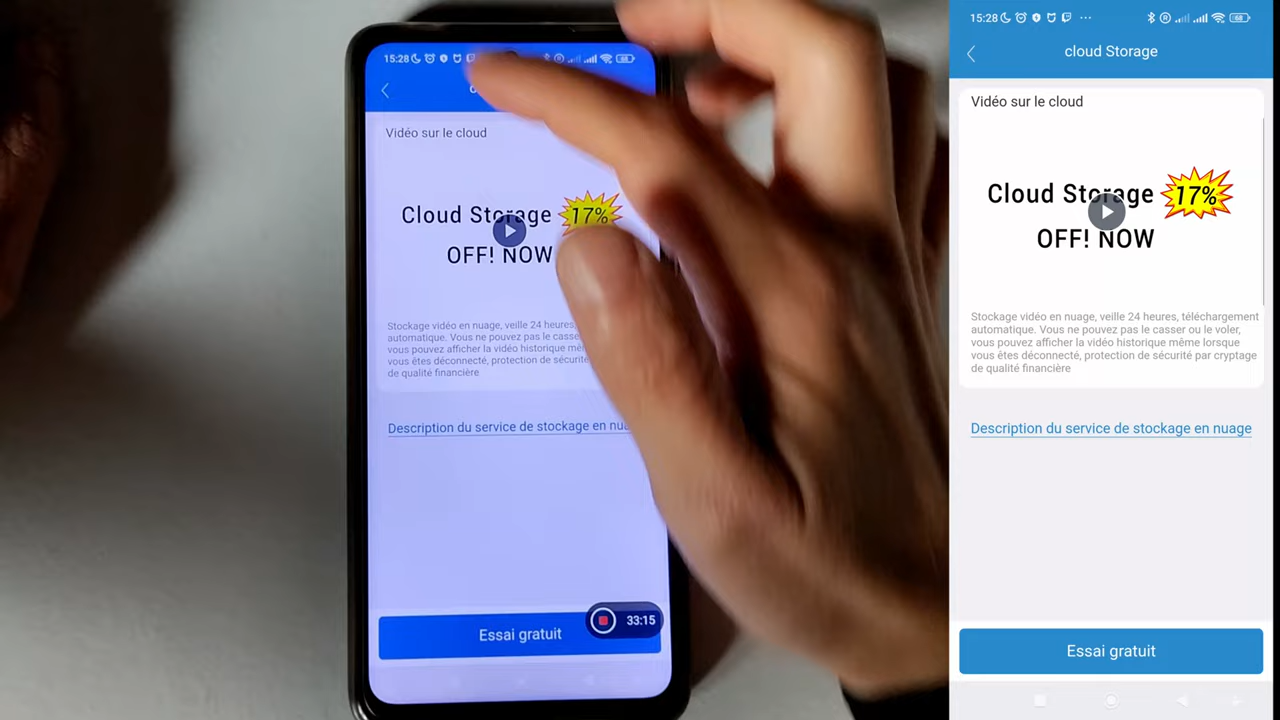 15:28
Vidéo sur le cloud
Cloud Storage 17%
OFF! NOW
Stockage vidéo en nuage, veille 24 heures,
automatique. Vous ne pouvez pas le casse
vous pouvez afficher la vidéo historique mê
vous êtes déconnecté, protection de sécurité
de qualité financière
Description du service de stockage en nua
Essai gratuit
33:15
15:28
68
cloud Storage
Vidéo sur le cloud
Cloud Storage 17%
OFF! NOW
Stockage vidéo en nuage, veille 24 heures, téléchargement
automatique. Vous ne pouvez pas le casser ou le voler,
vous pouvez afficher la vidéo historique même lorsque
vous êtes déconnecté, protection de sécurité par cryptage
de qualité financière
Description du service de stockage en nuage
Essai gratuit